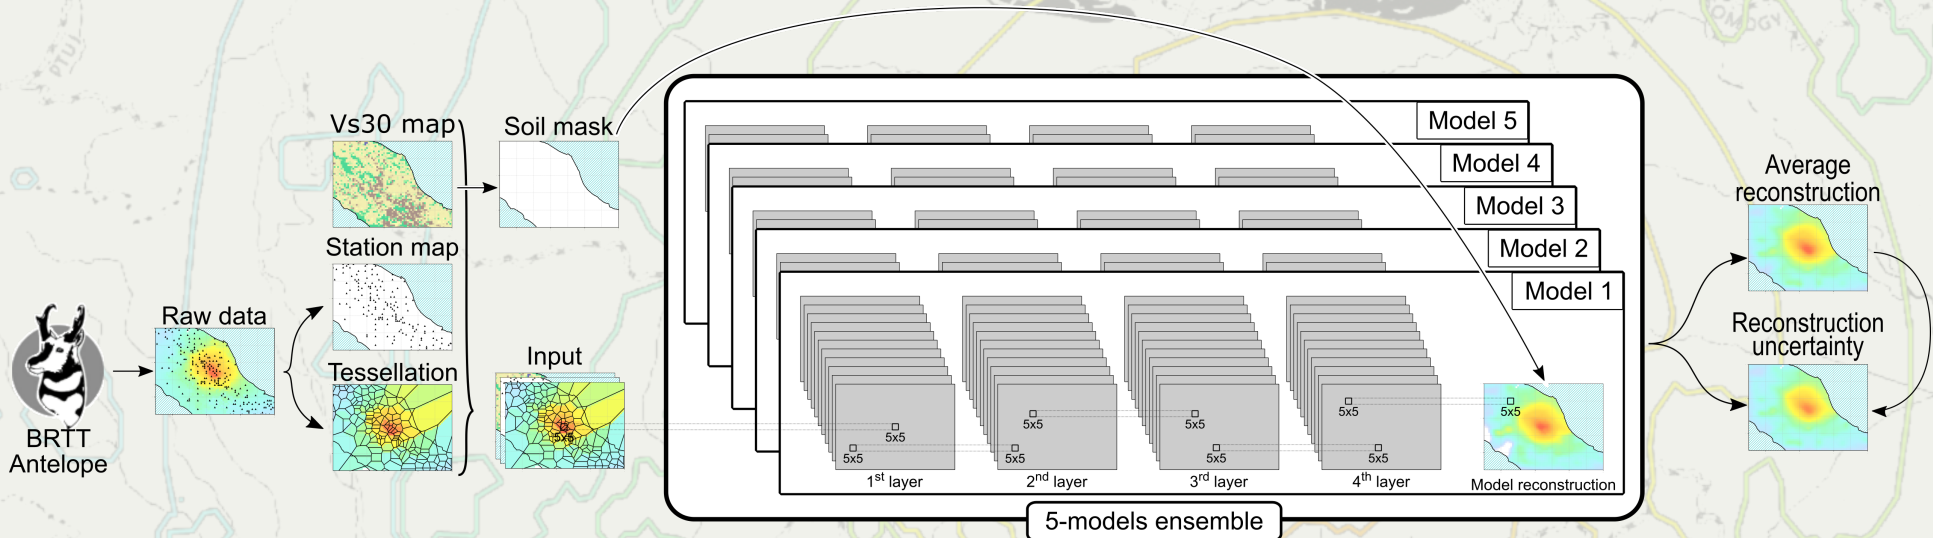 PTU
OMOGY
Vs30 map
Soil mask
Station map
Raw data
Tessellation
Input
5x5
BRTT
Antelope
Model 5
Model 4
Model 3
Model 2
Model 1
5x5
5x5
5x5
5x5
5x5
5x5
5x5
5x5
5x5
1st layer
2nd layer
3rd layer
4th layer
Model reconstruction
5-models ensemble
Average
reconstruction
Reconstruction
uncertainty